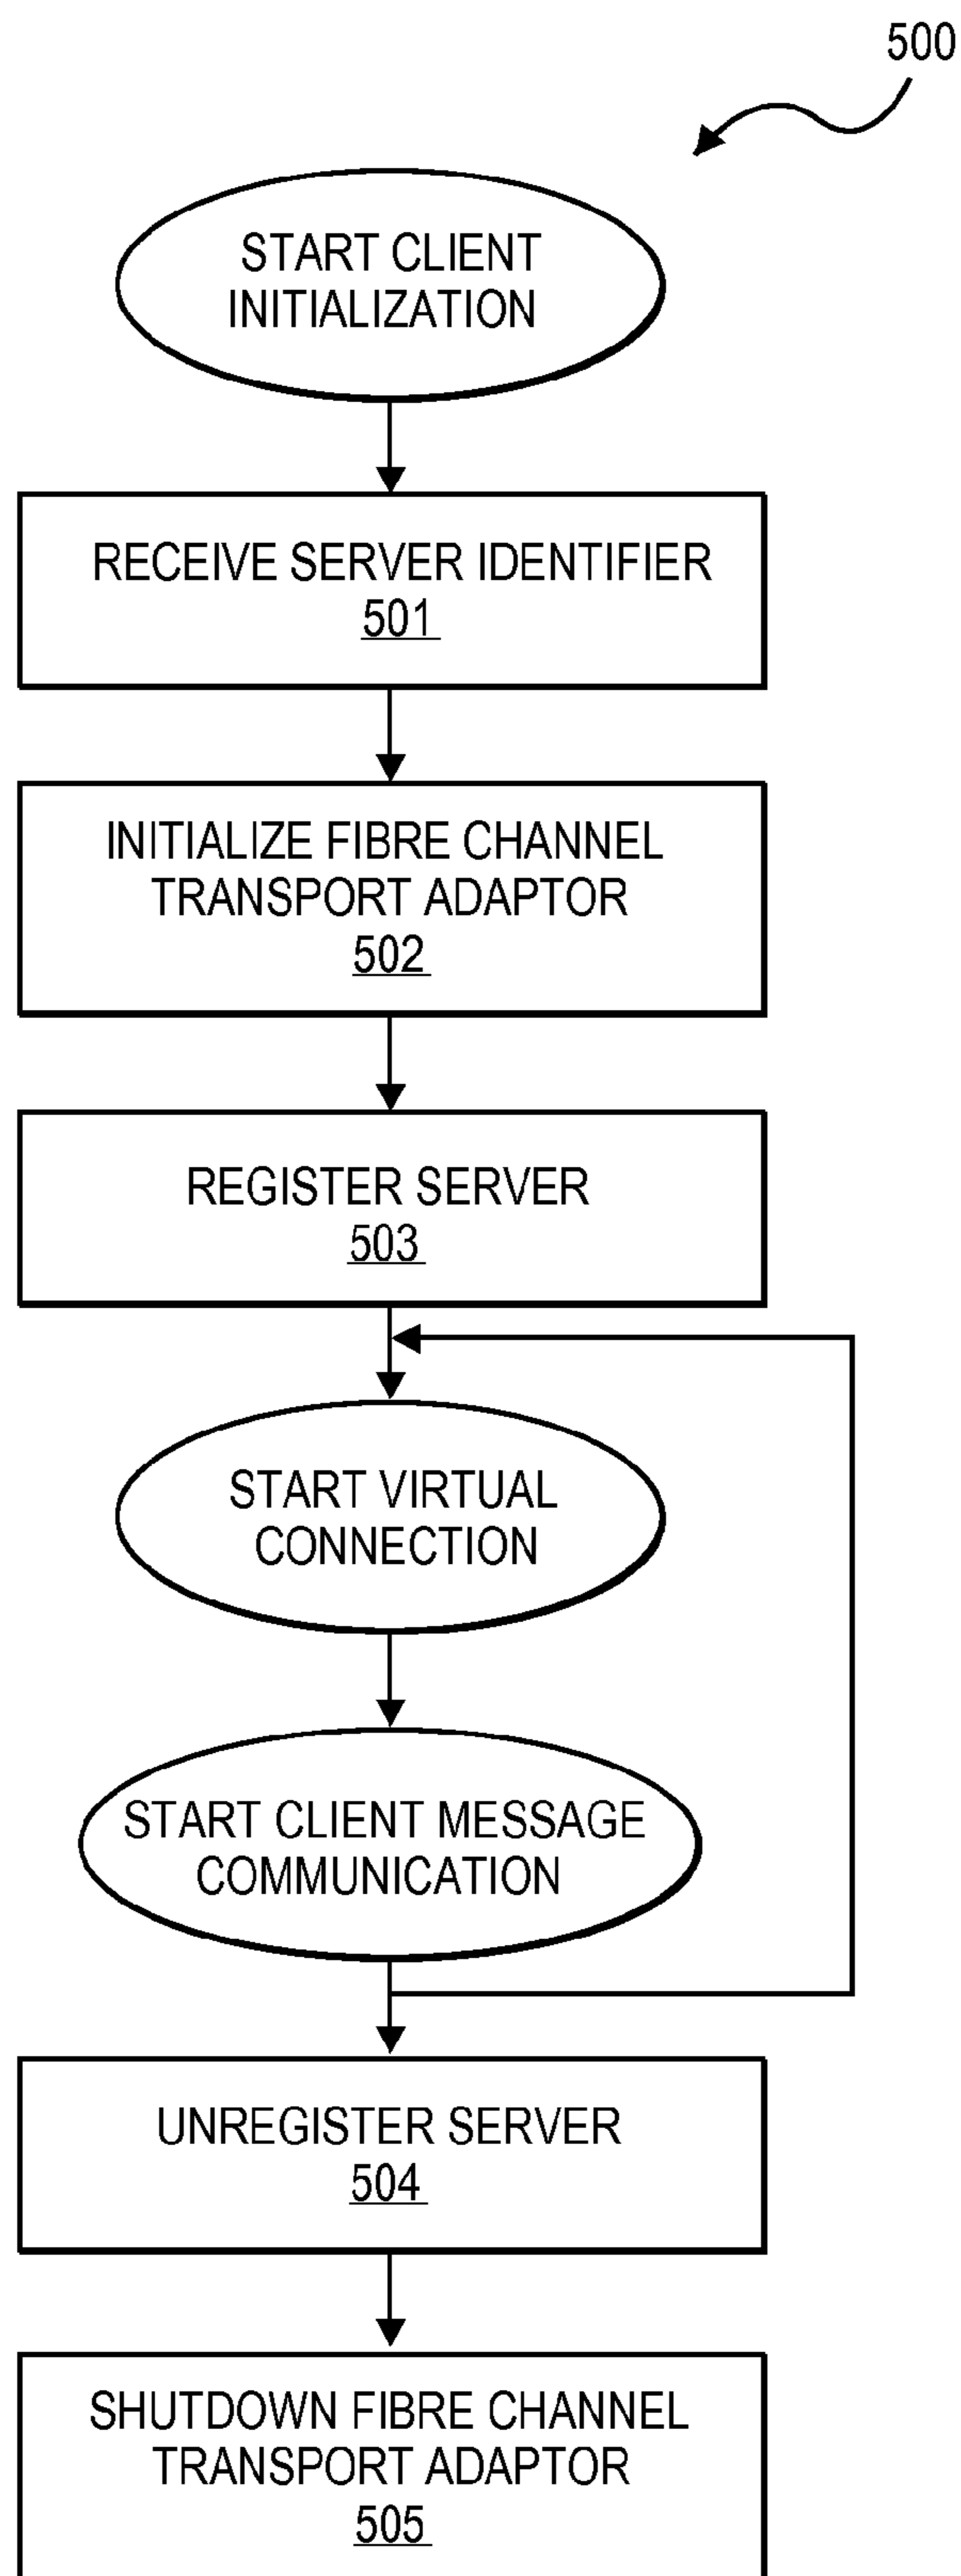 500
START CLIENT
INITIALIZATION
RECEIVE SERVER IDENTIFIER
501
INITIALIZE FIBRE CHANNEL
TRANSPORT ADAPTOR
502
REGISTER SERVER
503
START VIRTUAL
CONNECTION
START CLIENT MESSAGE
COMMUNICATION
UNREGISTER SERVER
504
SHUTDOWN FIBRE CHANNEL
TRANSPORT ADAPTOR
505